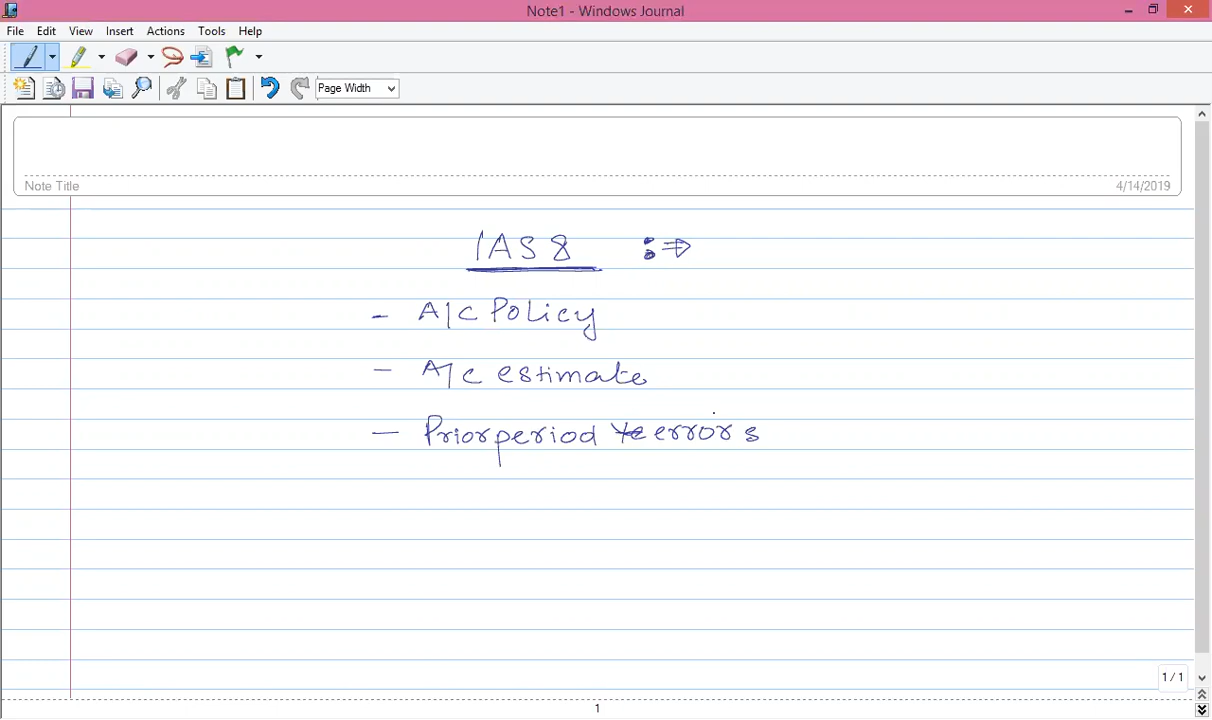 Note1 - Windows Journal
File Edit View Insert Actions Tools Help
Page Width
Note Title
4/14/2019
IAS 8 :⇒
- A/C Policy
- A/c estimate
- Prior period errors
1 / 1
1